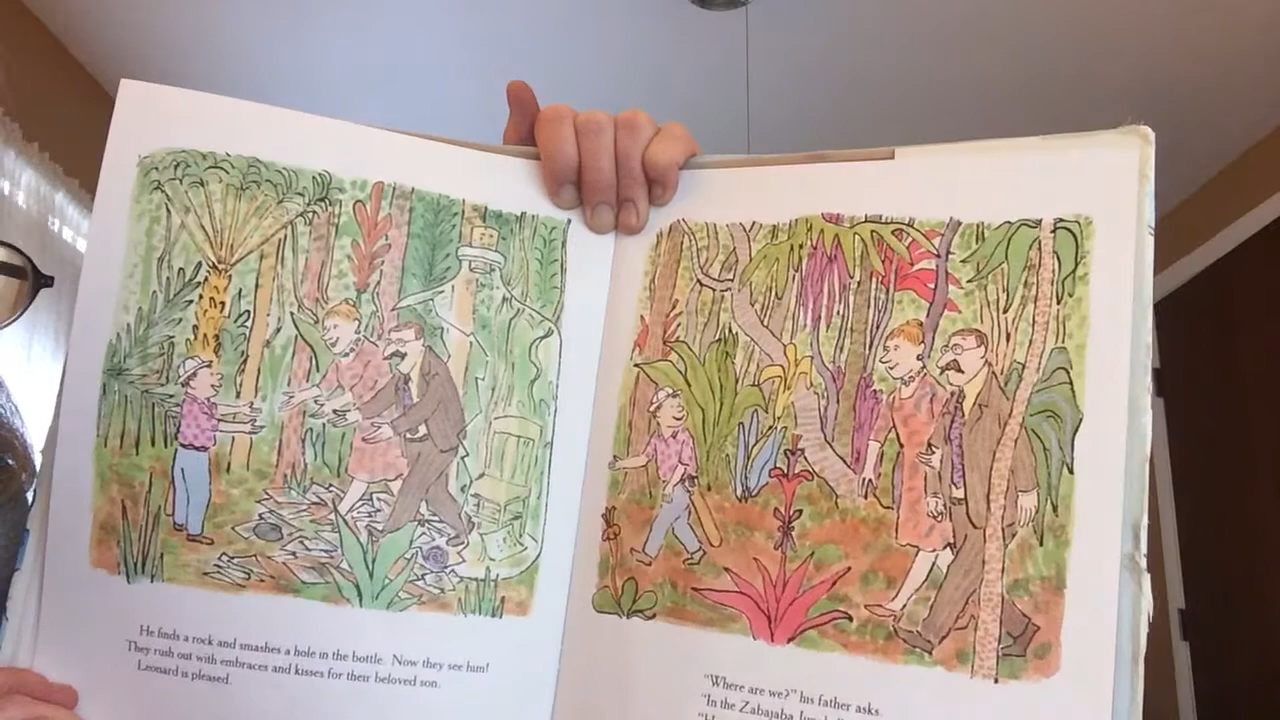 He finds a rock and smashes a hole in the bottle. Now they see him!
They rush out with embraces and kisses for their beloved son.
Leonard is pleased.
"Where are we?" his father asks.
"In the Zabajaba